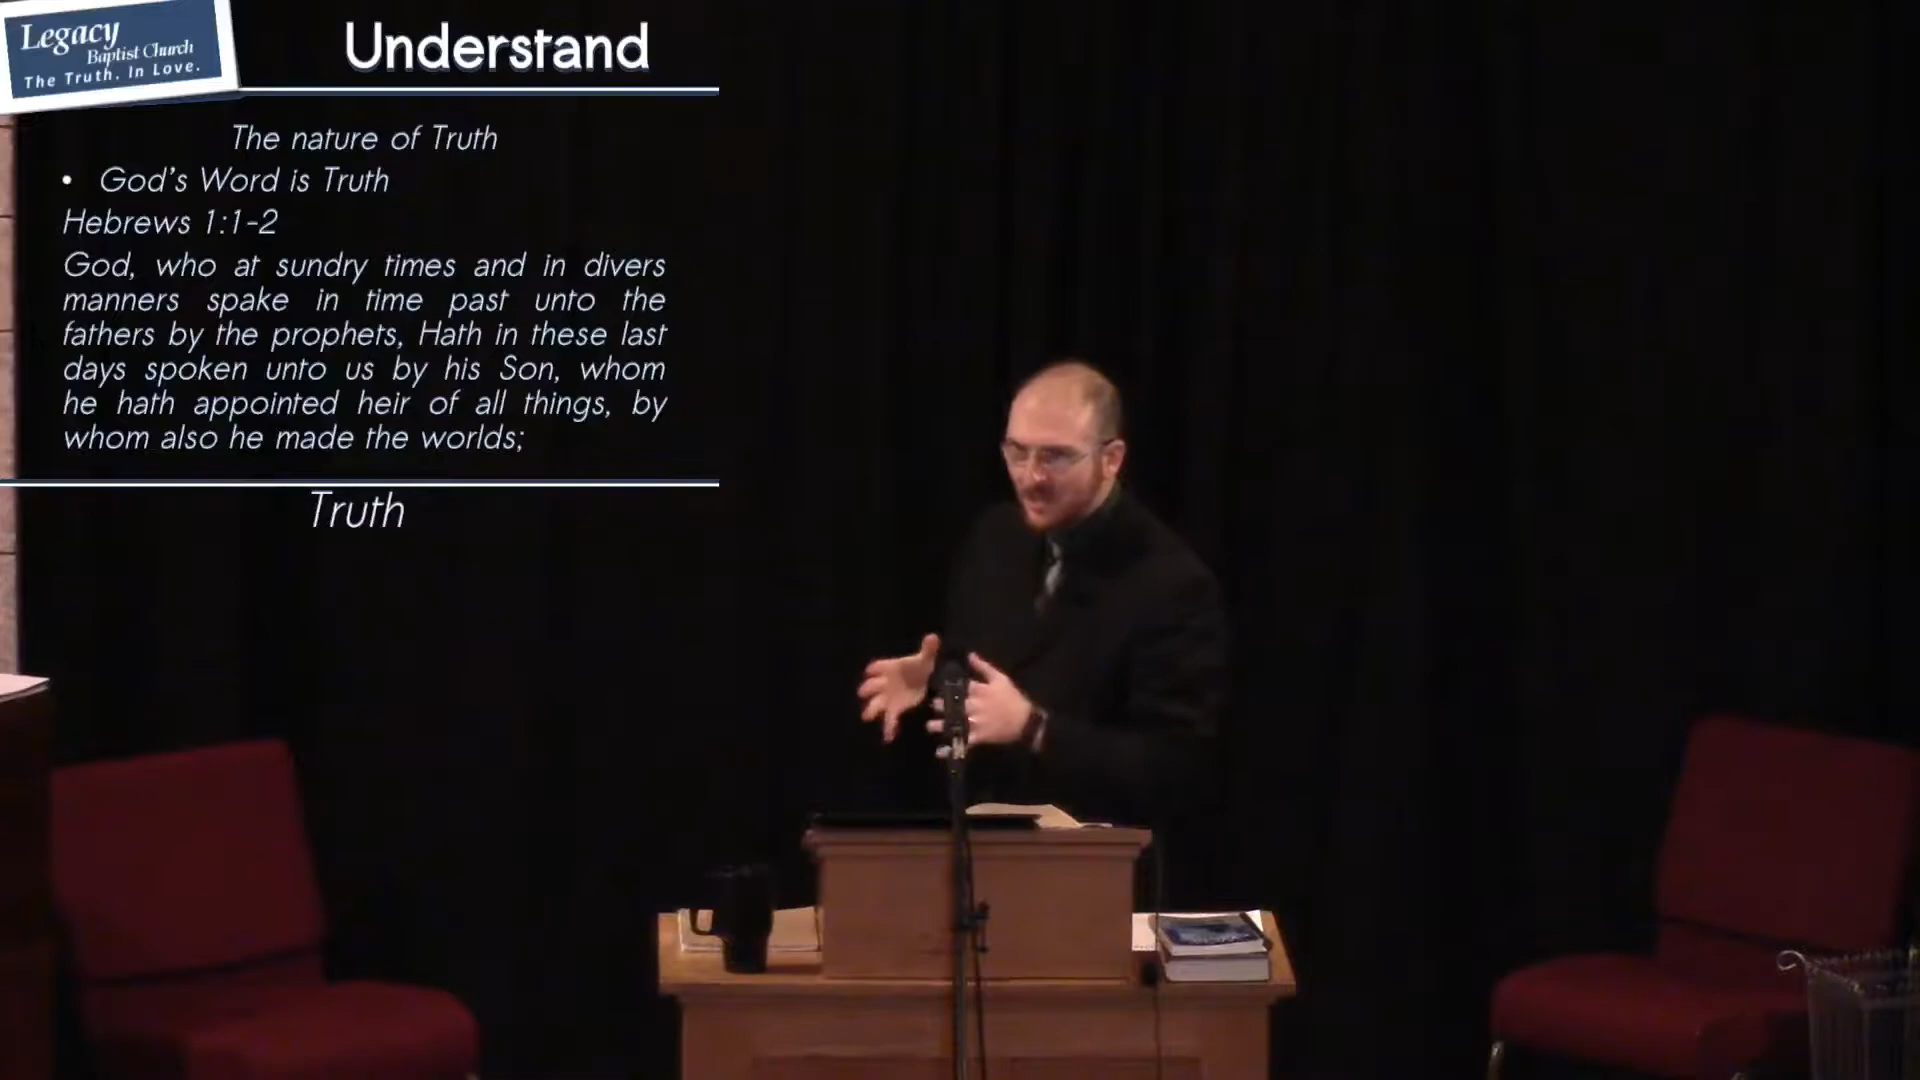 Legacy
Baptist Church
The Truth. In Love.
Understand
The nature of Truth
• God's Word is Truth
Hebrews 1:1-2
God, who at sundry times and in divers
manners spake in time past unto the
fathers by the prophets, Hath in these last
days spoken unto us by his Son, whom
he hath appointed heir of all things, by
whom also he made the worlds;
Truth